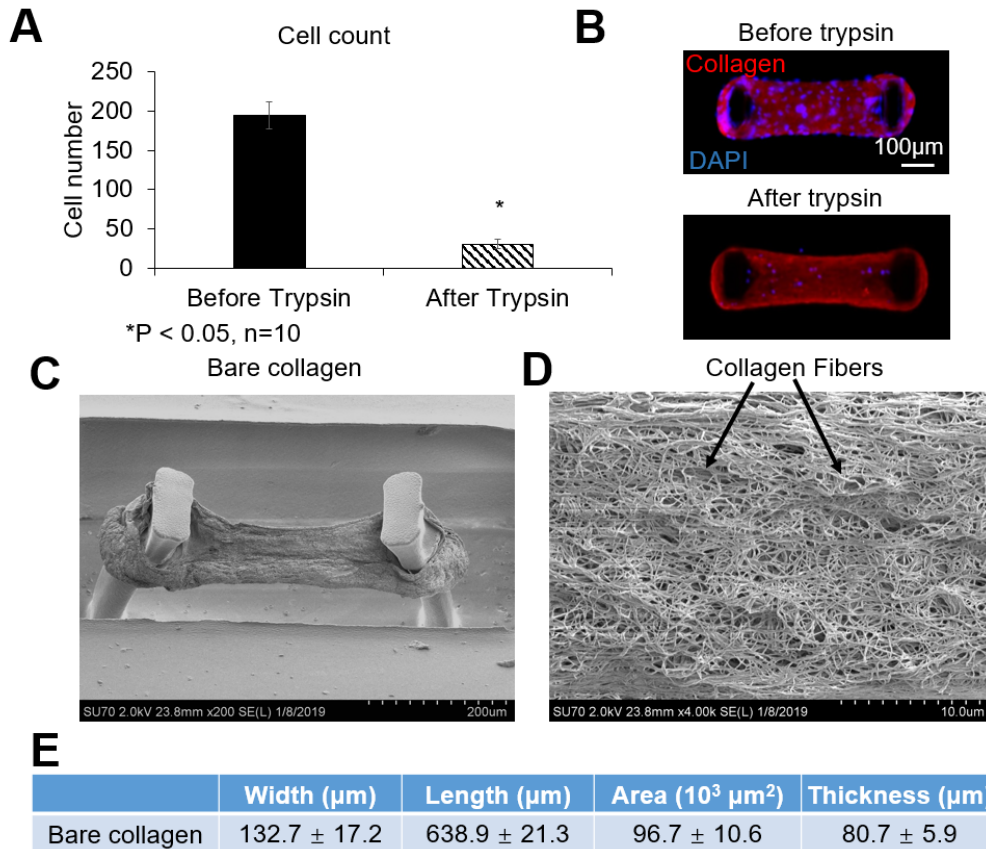 A
Cell count
250
200
150
100
50
0
Cell number
*
Before Trypsin
After Trypsin
*P < 0.05, n=10
B
Before trypsin
Collagen
DAPI
100µm
After trypsin
C
Bare collagen
SU70 2.0kV 23.8mm x200 SE(L) 1/8/2019
200um
D
Collagen Fibers
SU70 2.0kV 23.8mm x4.00k SE(L) 1/8/2019
10.0um
E
Width (µm) Length (µm) Area (10³ µm²) Thickness (µm)
Bare collagen 132.7 ± 17.2 638.9 ± 21.3 96.7 ± 10.6 80.7 ± 5.9